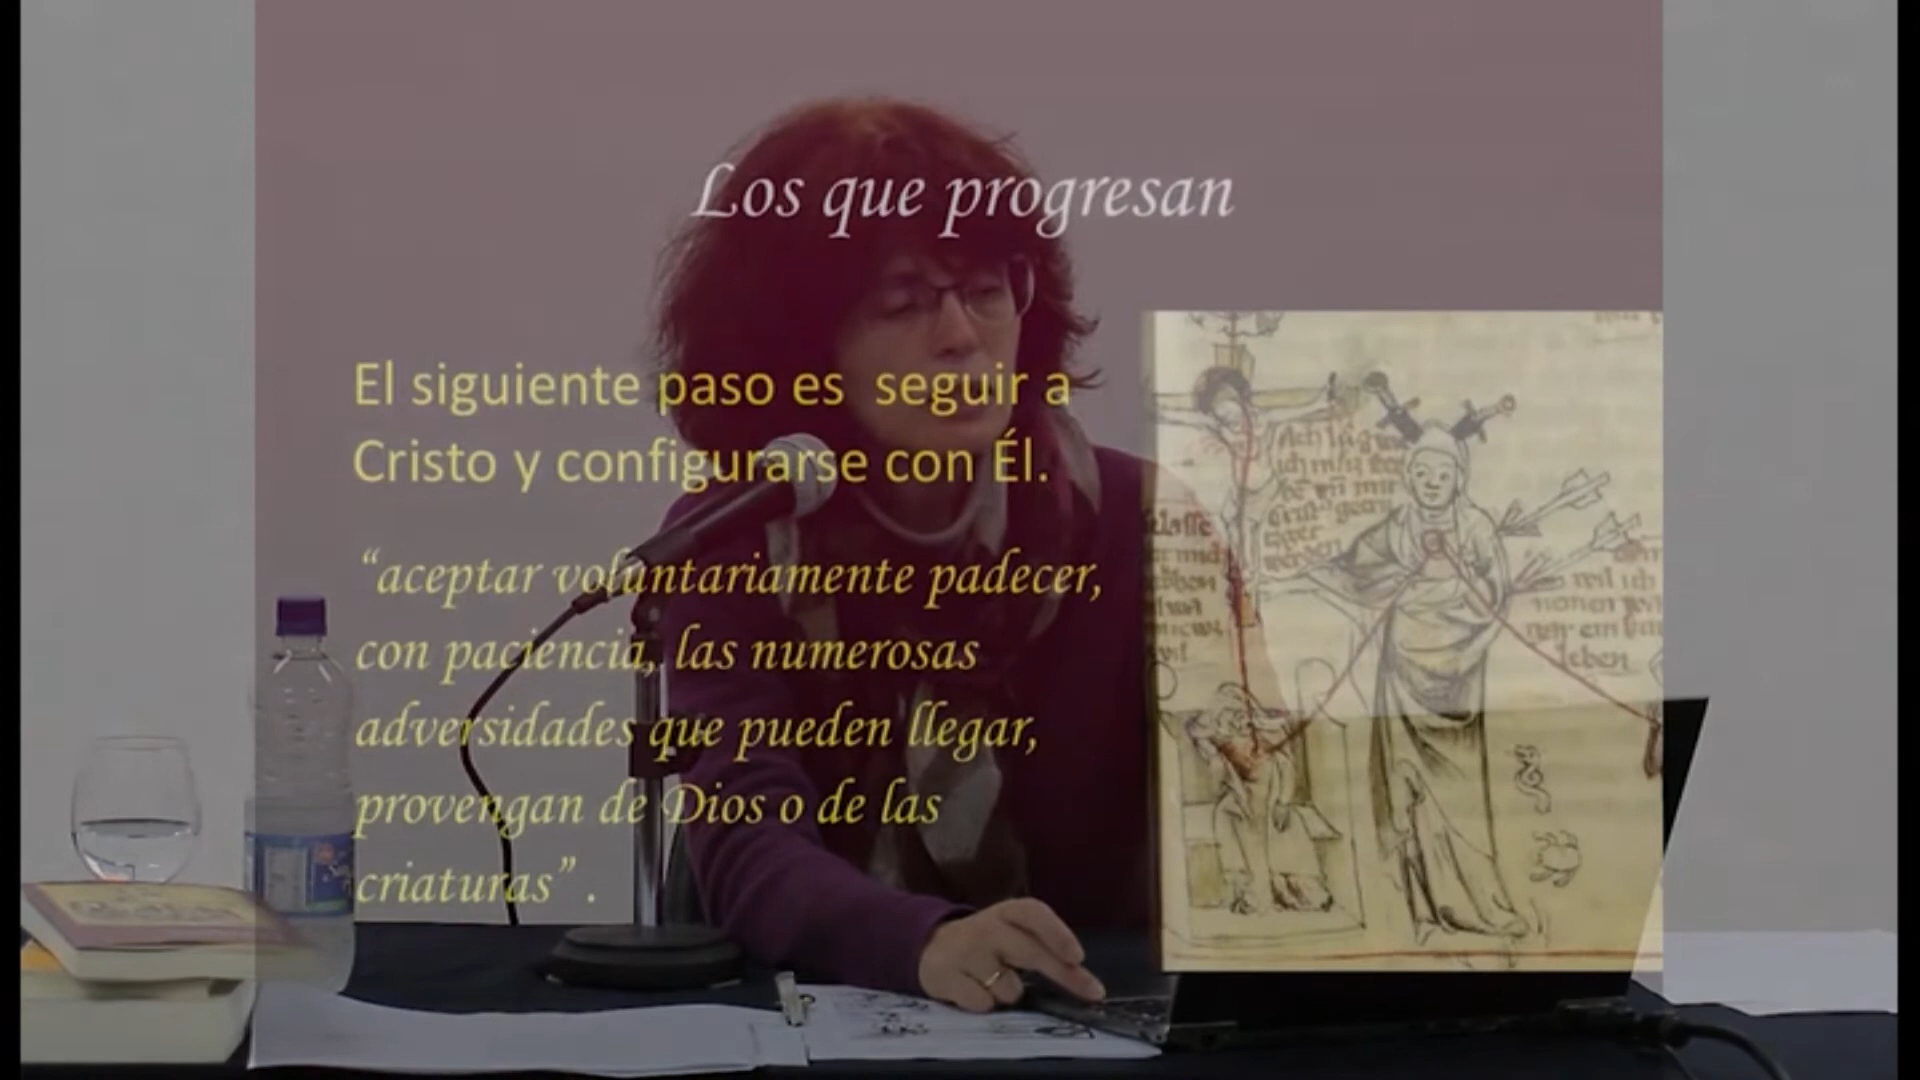 Los que progresan
El siguiente paso es seguir a
Cristo y configurarse con Él.
“aceptar voluntariamente padecer,
con paciencia, las numerosas
adversidades que pueden llegar,
provengan de Dios o de las
criaturas” .